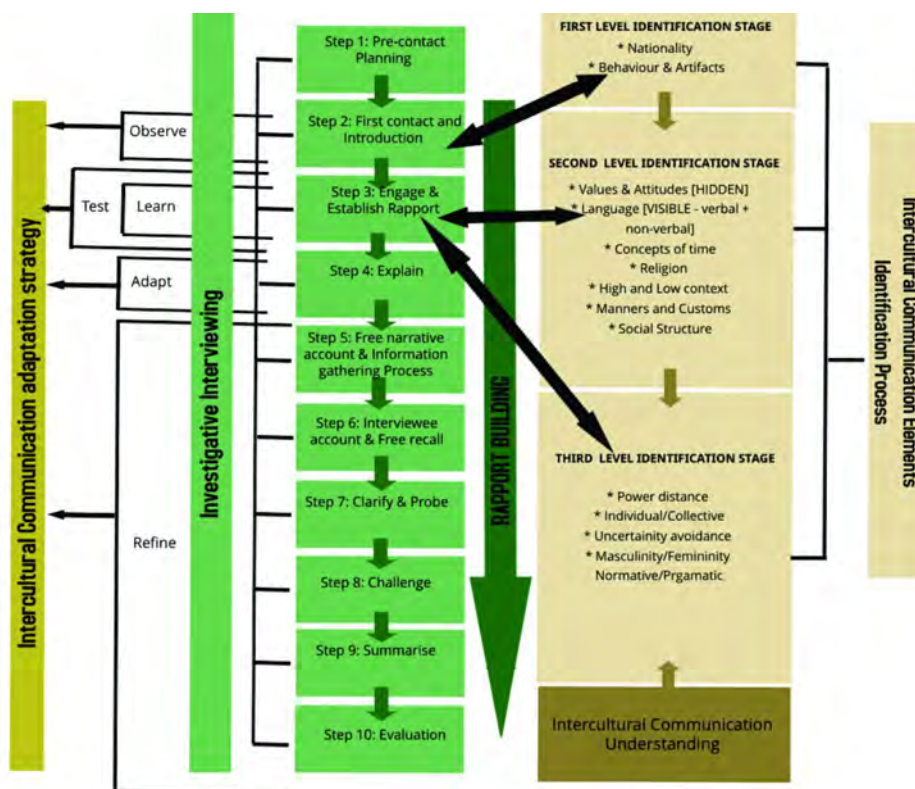 Intercultural Communication adaptation strategy
Observe
Test
Learn
Adapt
Refine
Investigative Interviewing
Step 1: Pre-contact
Planning
Step 2: First contact and
Introduction
Step 3: Engage &
Establish Rapport
Step 4: Explain
Step 5: Free narrative
account & Information
gathering Process
Step 6: Interviewee
account & Free recall
Step 7: Clarify & Probe
Step 8: Challenge
Step 9: Summarise
Step 10: Evaluation
RAPPORT BUILDING
FIRST LEVEL IDENTIFICATION STAGE
* Nationality
* Behaviour & Artifacts
SECOND LEVEL IDENTIFICATION STAGE
* Values & Attitudes [HIDDEN]
* Language [VISIBLE - verbal +
non-verbal]
* Concepts of time
* Religion
* High and Low context
* Manners and Customs
* Social Structure
THIRD LEVEL IDENTIFICATION STAGE
* Power distance
* Individual/Collective
* Uncertainity avoidance
* Masculinity/Femininity
Normative/Prgamatic
Intercultural Communication
Understanding
Intercultural Communication Elements
Identification Process